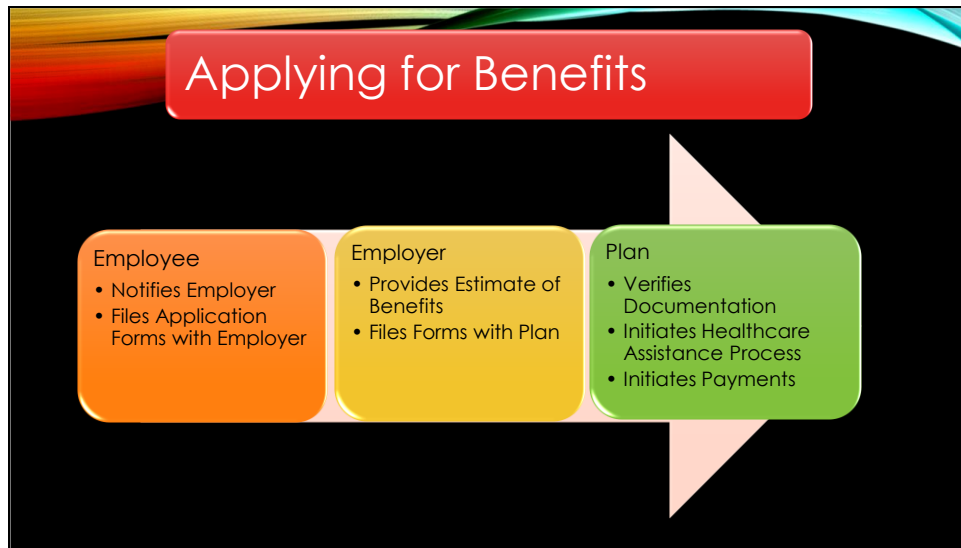 Applying for Benefits
Employee
• Notifies Employer
• Files Application
Forms with Employer
Employer
• Provides Estimate of
Benefits
• Files Forms with Plan
Plan
• Verifies
Documentation
• Initiates Healthcare
Assistance Process
• Initiates Payments